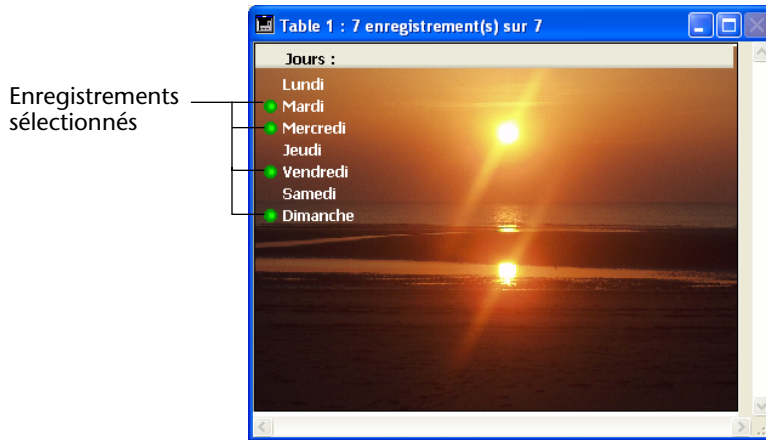 Table 1 : 7 enregistrement(s) sur 7
Jours :
Enregistrements
sélectionnés
Lundi
Mardi
Mercredi
Jeudi
Vendredi
Samedi
Dimanche